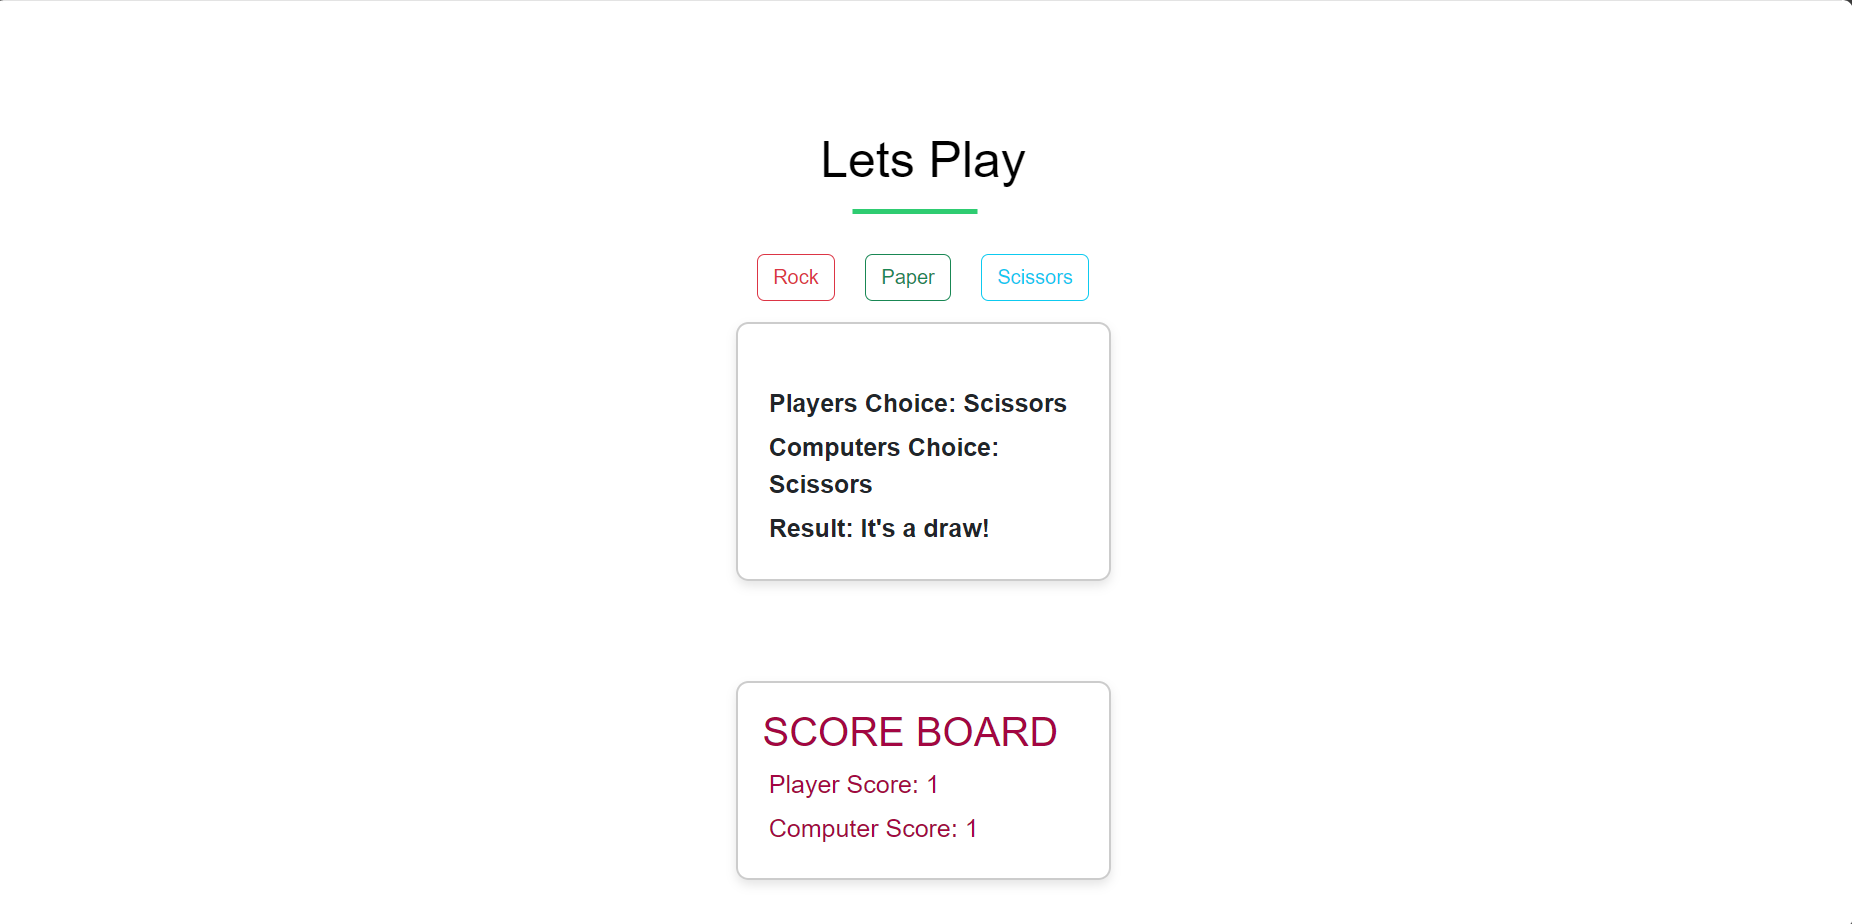 Lets Play
Rock Paper Scissors
Players Choice: Scissors
Computers Choice:
Scissors
Result: It's a draw!
SCORE BOARD
Player Score: 1
Computer Score: 1